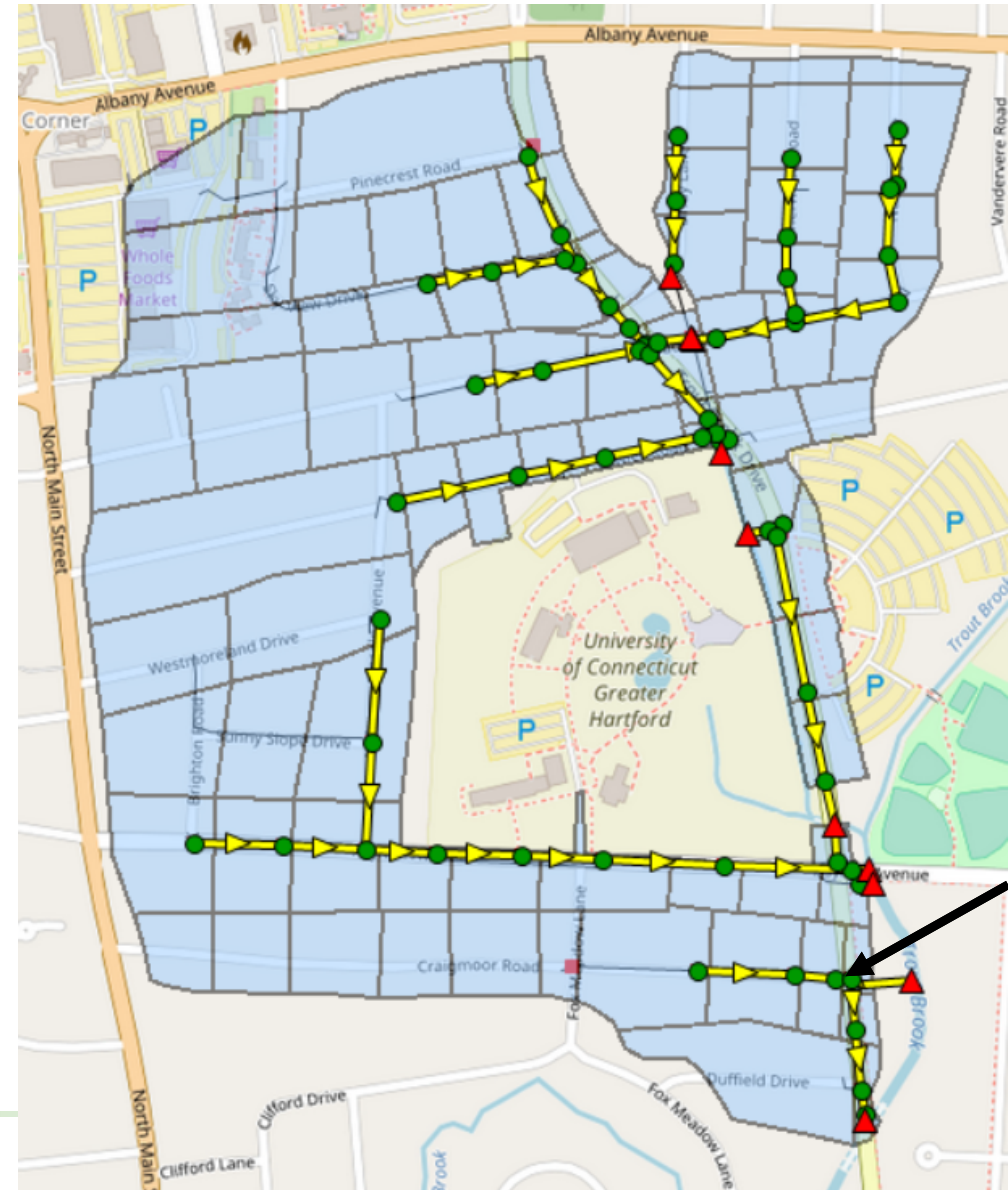 Albany Avenue
Albany Avenue
Corner
P
Pinecrest Road
Road
Vandervere Road
Whole
Foods
Market
P
Drive
North Main Street
Drive
P
P
University
of Connecticut
Greater
Hartford
Trout Brook
P
P
Westmoreland Drive
Sunny Slope Drive
Brighton Road
Avenue
Craigmoor Road
Fox Meadow Lane
Brook
Duffield Drive
Clifford Drive
Fox Meadow Lane
North Main
Clifford Lane
Brook